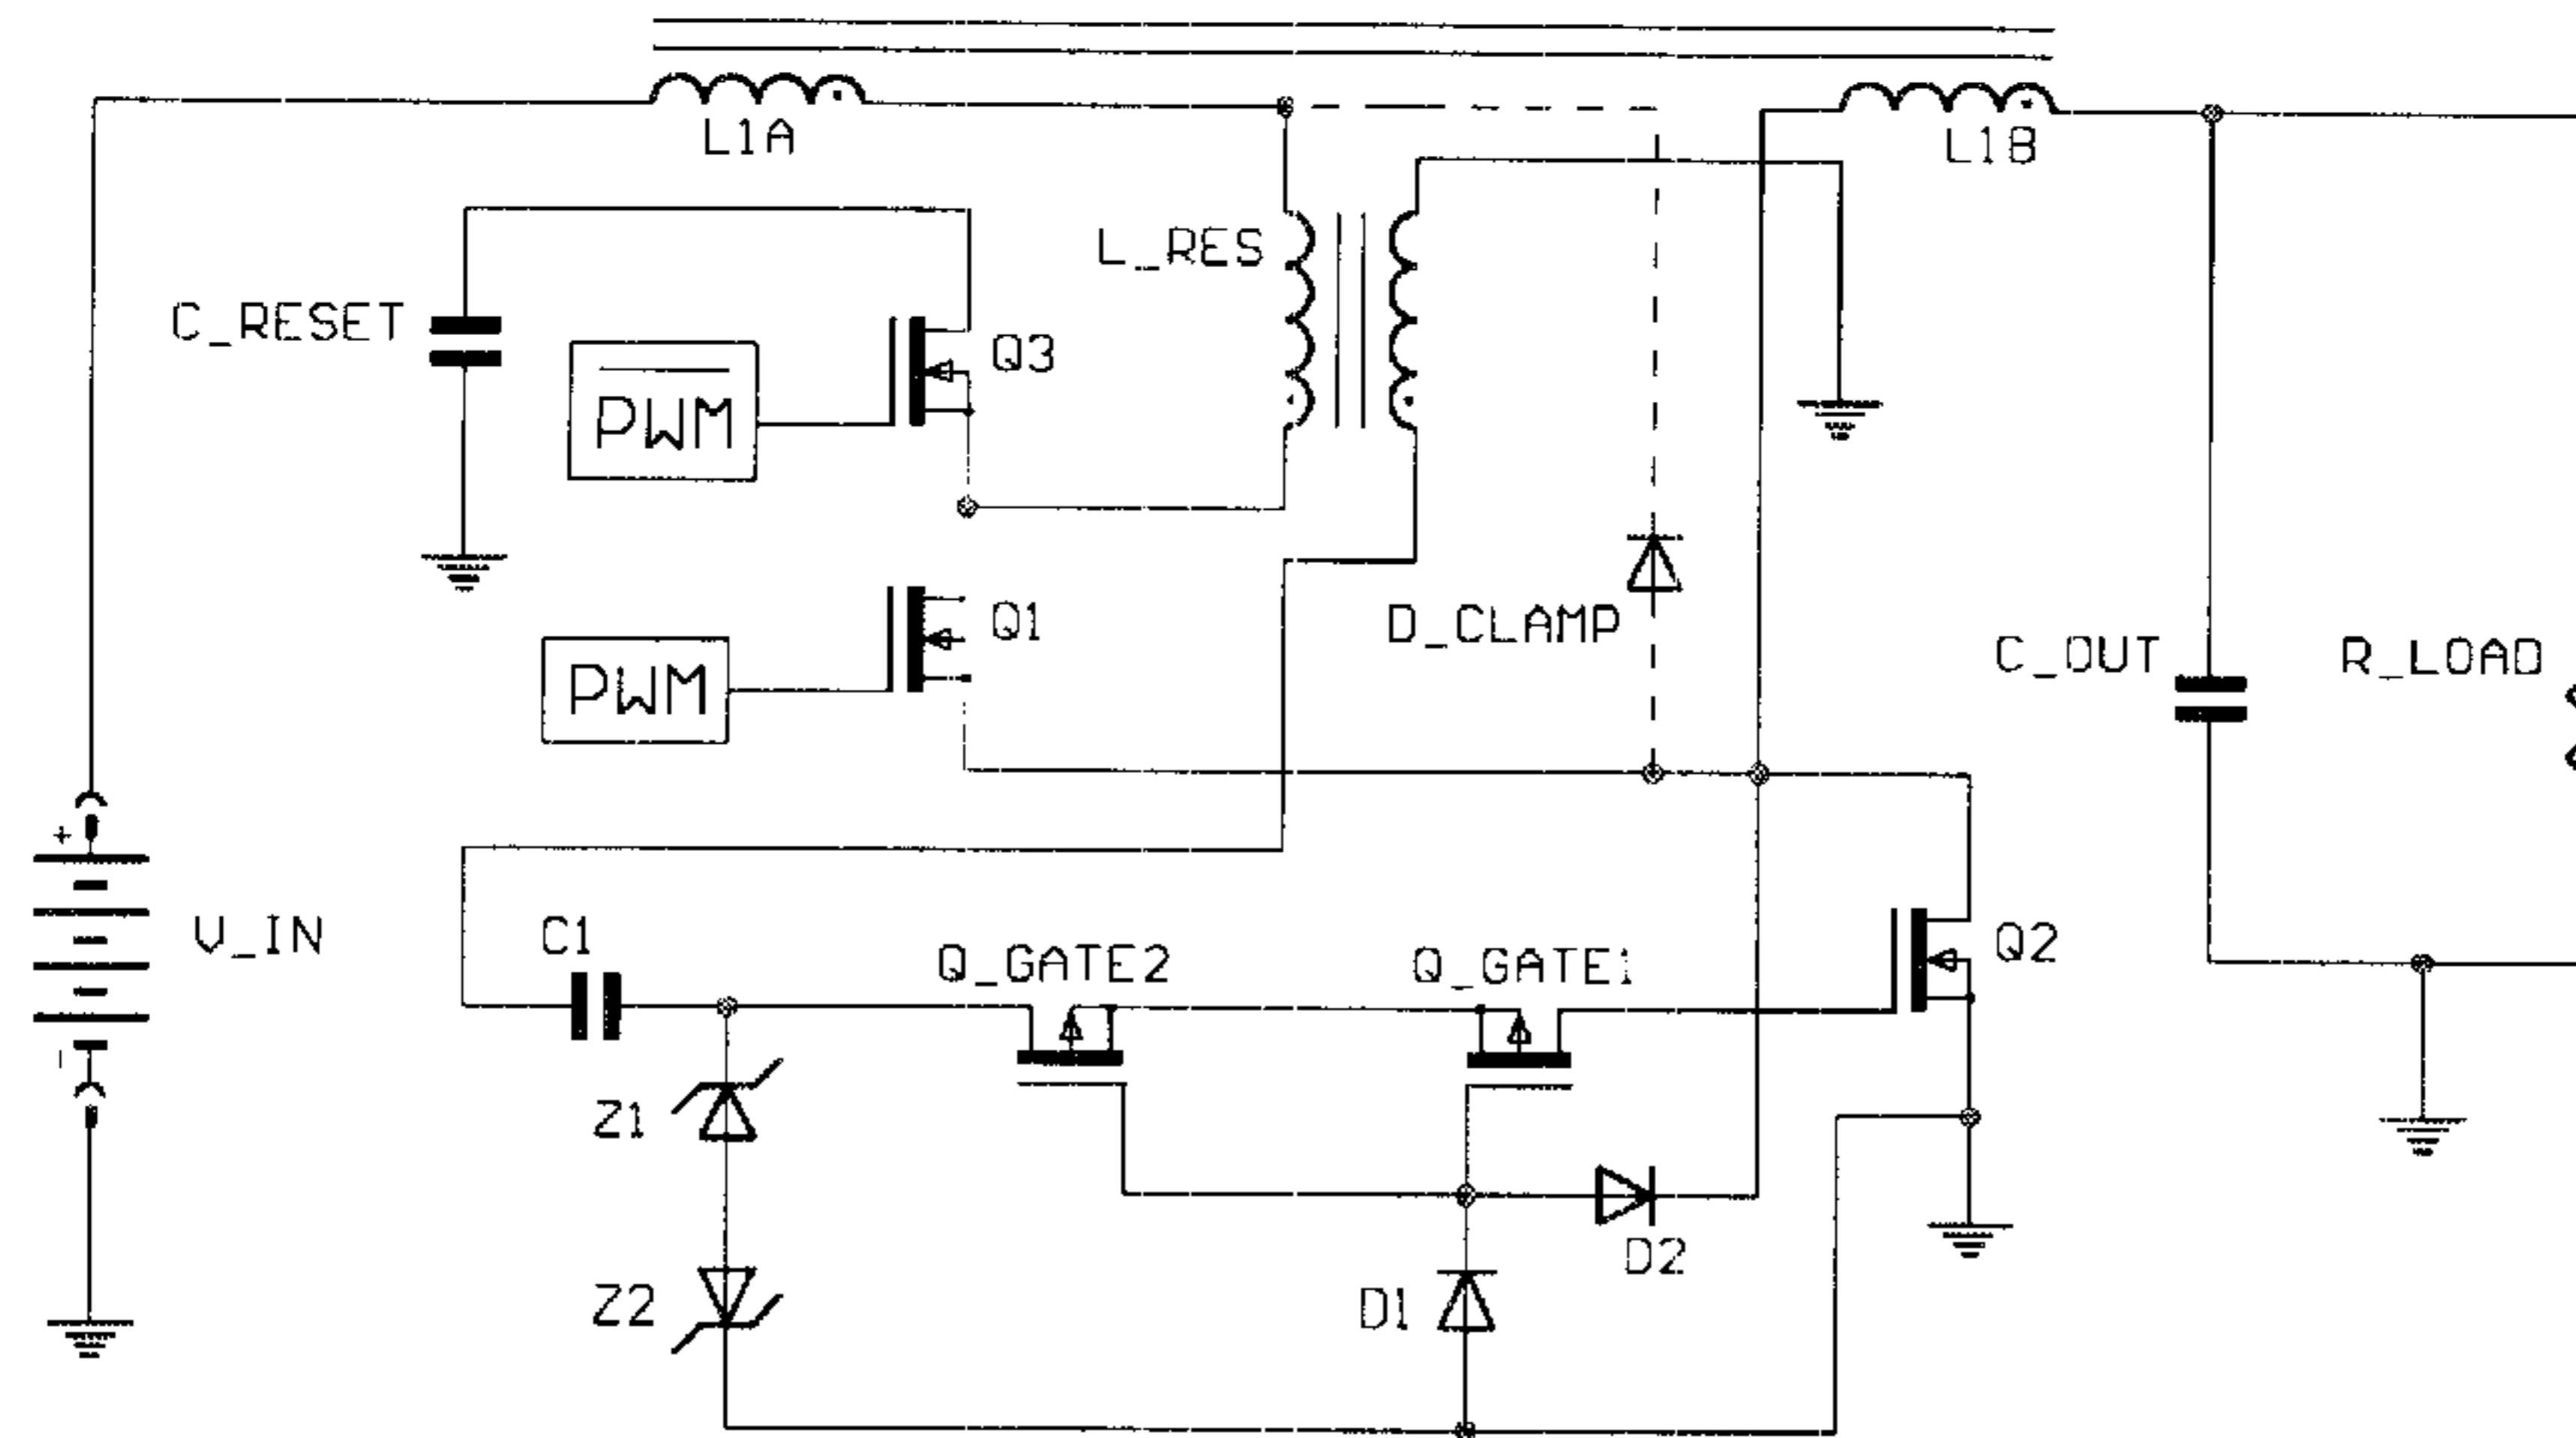 L1A
L1B
L_RES
C_RESET
Q3
PWM
Q1
PWM
D_CLAMP
C_OUT
R_LOAD
+
V_IN
-
C1
Q_GATE2
Q_GATE1
Q2
Z1
D2
Z2
D1